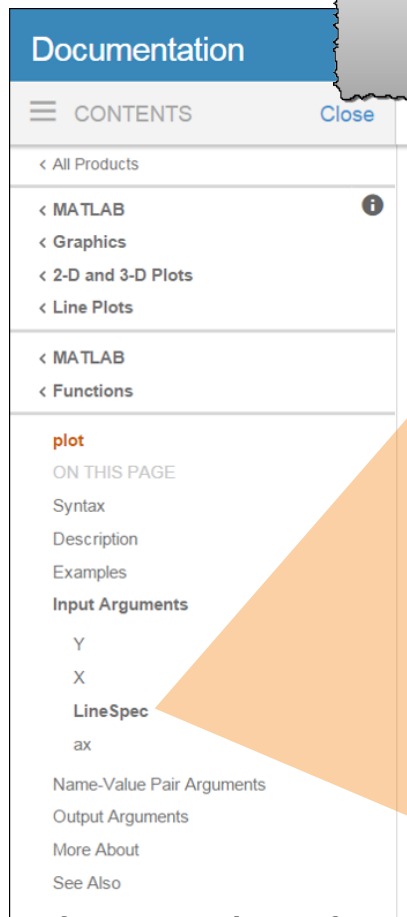 Documentation
CONTENTS Close
< All Products
< MATLAB
< Graphics
< 2-D and 3-D Plots
< Line Plots
< MATLAB
< Functions
plot
ON THIS PAGE
Syntax
Description
Examples
Input Arguments
Y
X
LineSpec
ax
Name-Value Pair Arguments
Output Arguments
More About
See Also